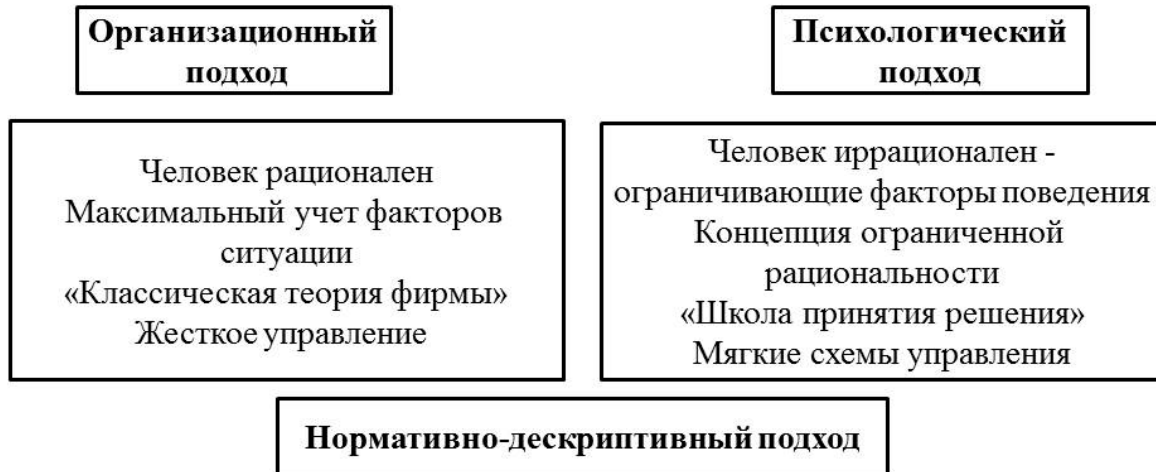 Организационный
подход
Психологический
подход
Человек рационален
Максимальный учет факторов
ситуации
«Классическая теория фирмы»
Жесткое управление
Человек иррационален -
ограничивающие факторы поведения
Концепция ограниченной
рациональности
«Школа принятия решения»
Мягкие схемы управления
Нормативно-дескриптивный подход